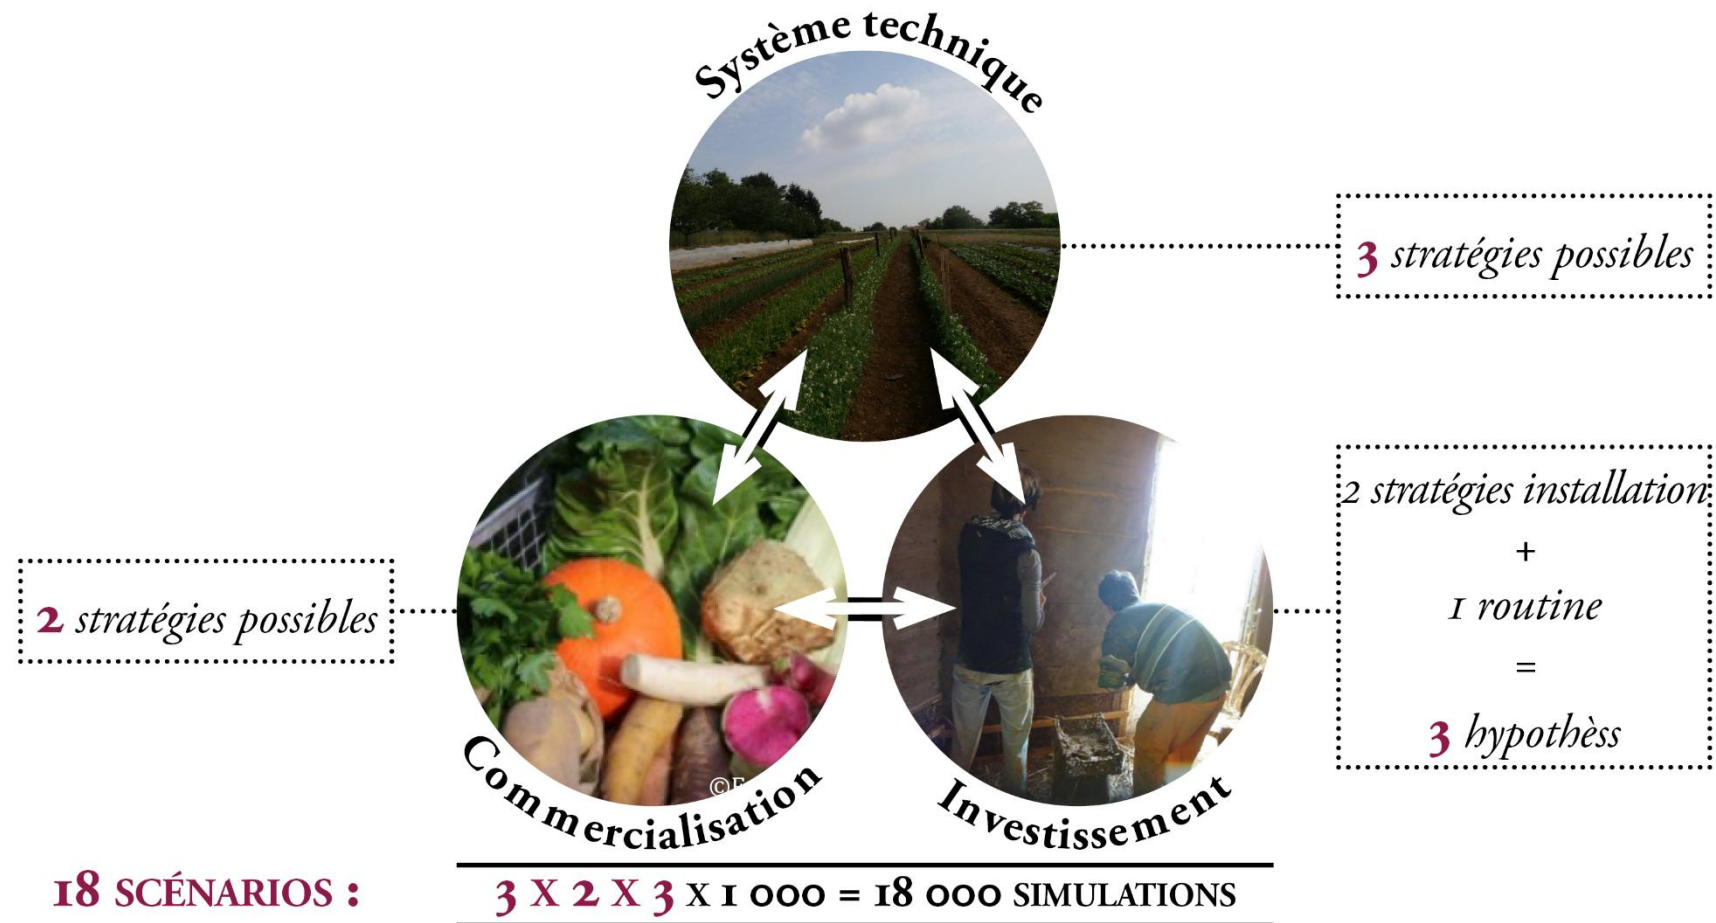 Système technique
3 stratégies possibles
2 stratégies installation
+
1 routine
=
3 hypothèss
2 stratégies possibles
Commercialisation
Investissement
18 SCÉNARIOS :
3 X 2 X 3 X 1 000 = 18 000 SIMULATIONS